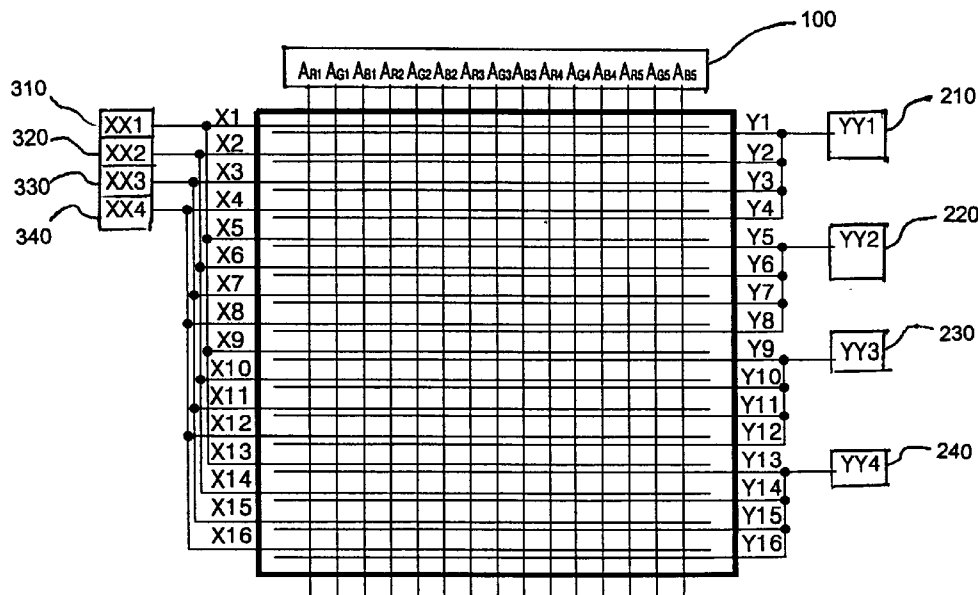 100
AR1 AG1 AB1 AR2 AG2 AB2 AR3 AG3 AB3 AR4 AG4 AB4 AR5 AG5 AB5
310
XX1
320
XX2
330
XX3
340
XX4
X1
X2
X3
X4
X5
X6
X7
X8
X9
X10
X11
X12
X13
X14
X15
X16
Y1
Y2
Y3
Y4
Y5
Y6
Y7
Y8
Y9
Y10
Y11
Y12
Y13
Y14
Y15
Y16
YY1
210
YY2
220
YY3
230
YY4
240